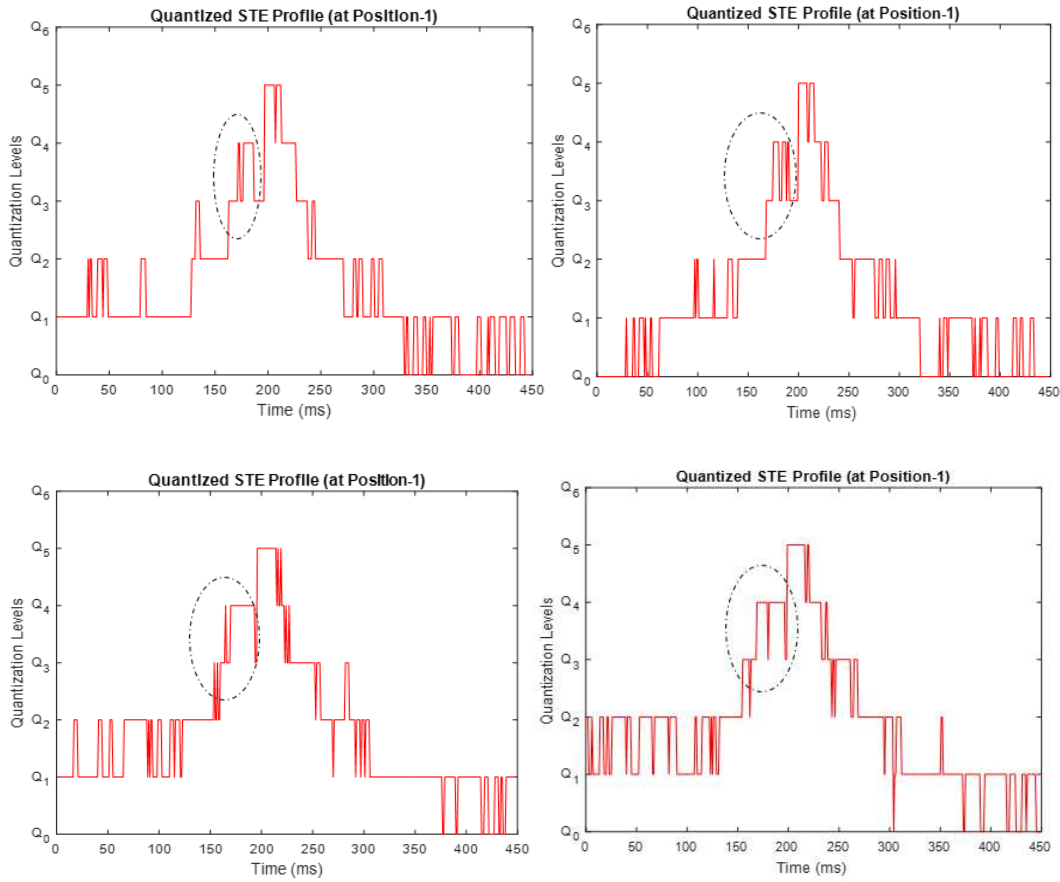 Quantized STE Profile (at Position-1)
Q6
Q5
Q4
Q3
Q2
Q1
Q0
Quantization Levels
0 50 100 150 200 250 300 350 400 450
Time (ms)
Quantized STE Profile (at Position-1)
Q6
Q5
Q4
Q3
Q2
Q1
Q0
Quantization Levels
0 50 100 150 200 250 300 350 400 450
Time (ms)
Quantized STE Profile (at Position-1)
Q6
Q5
Q4
Q3
Q2
Q1
Q0
Quantization Levels
0 50 100 150 200 250 300 350 400 450
Time (ms)
Quantized STE Profile (at Position-1)
Q6
Q5
Q4
Q3
Q2
Q1
Q0
Quantization Levels
0 50 100 150 200 250 300 350 400 450
Time (ms)